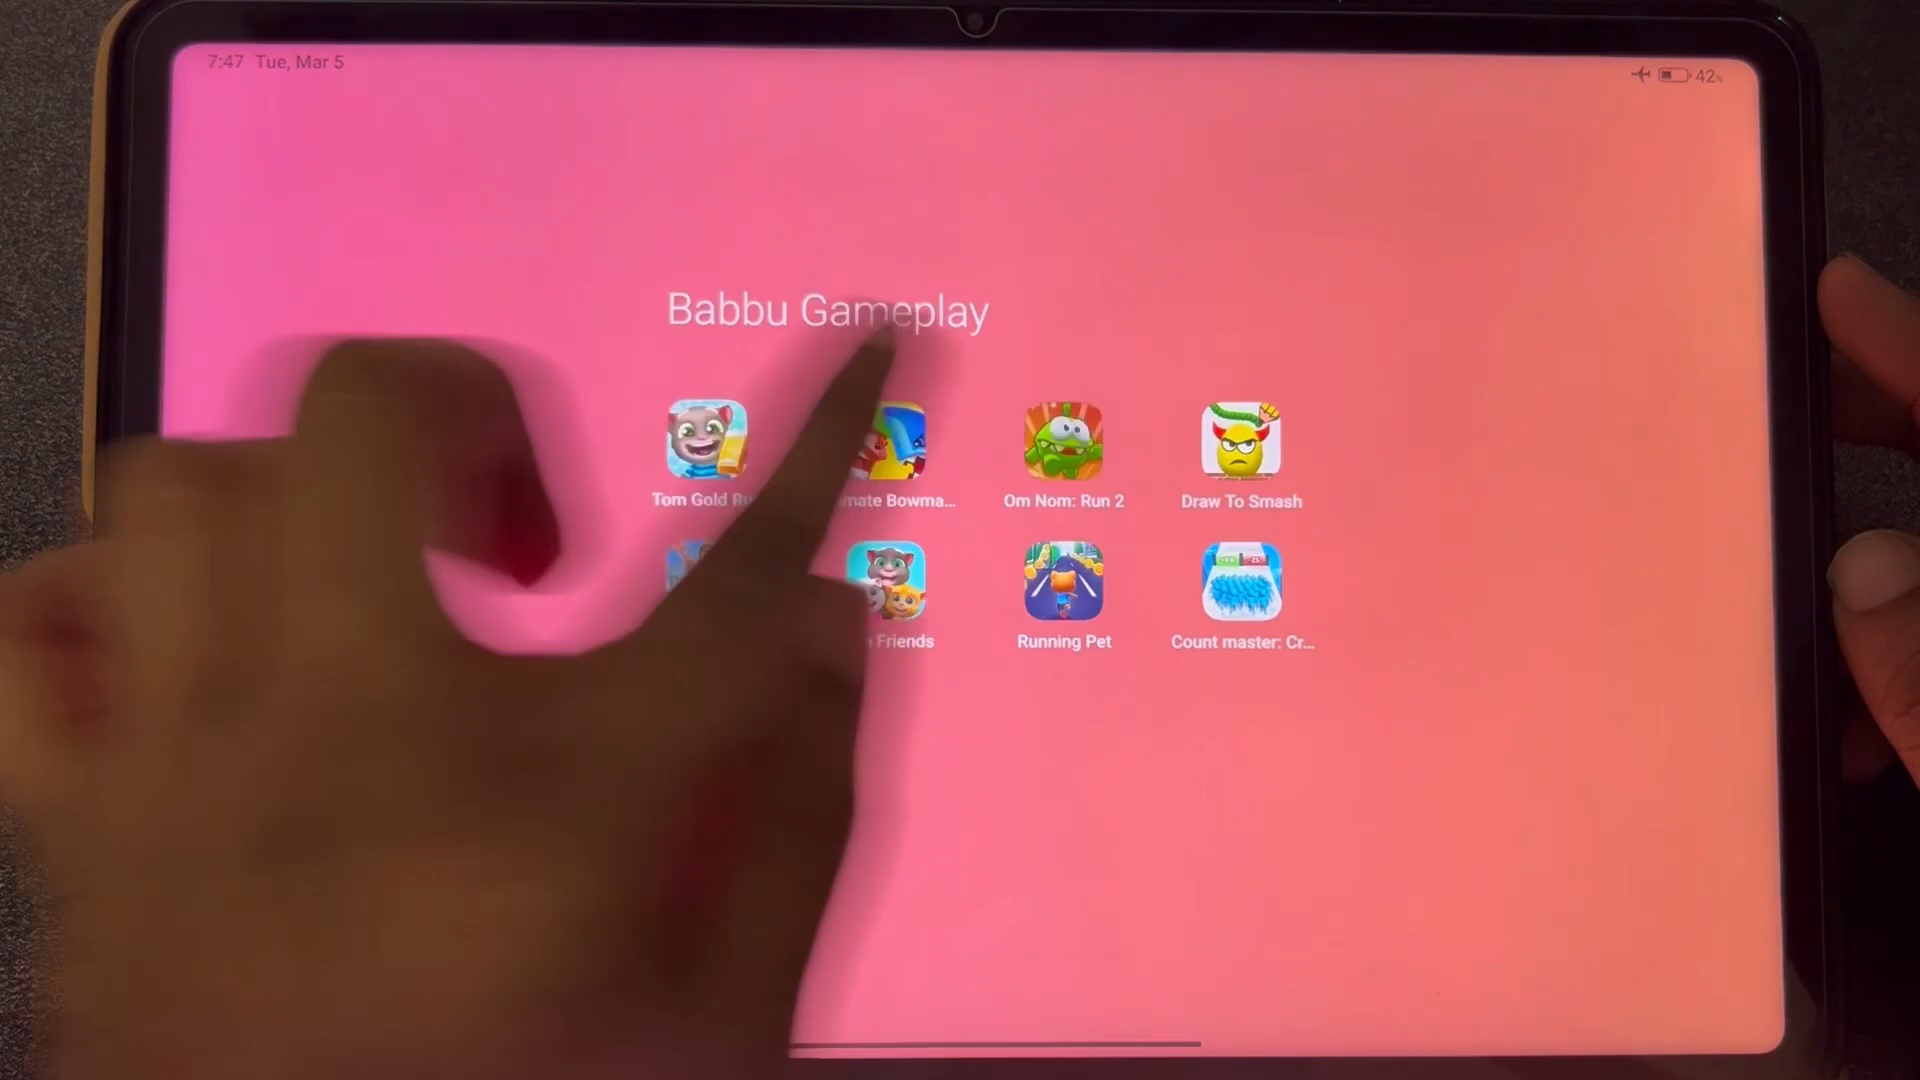 7:47 Tue, Mar 5
42%
Babbu Gameplay
Tom Gold
Bowma...
Om Nom: Run 2
Draw To Smash
Friends
Running Pet
Count master: Cr...